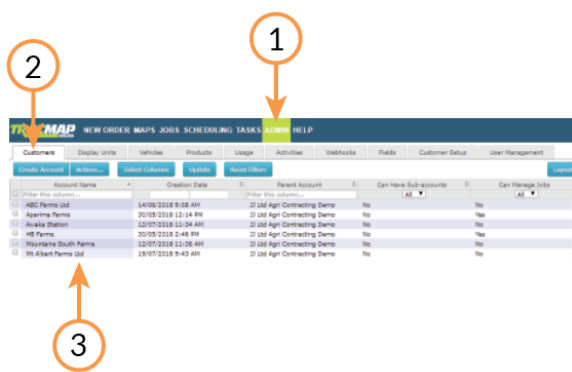 1
2
TRACMAP NEW ORDER MAPS JOBS SCHEDULING TASKS ADMIN HELP
Customers Display Units Vehicles Products Usage Activities Webhooks Fields Customer Setup User Management
Create Account Actions... Select Columns Update Reset Filters Layout
Account Name Creation Date Parent Account Can Have Sub-accounts Can Manage Jobs
Filter this column... Filter this column... All All
ABC Farms Ltd 14/06/2018 9:08 AM JJ Ltd Agri Contracting Demo No No
Aparima Farms 30/05/2018 12:14 PM JJ Ltd Agri Contracting Demo No Yes
Awaka Station 12/07/2018 11:34 AM JJ Ltd Agri Contracting Demo No No
HB Farms 30/05/2018 2:46 PM JJ Ltd Agri Contracting Demo No Yes
Mountains South Farms 12/07/2018 11:36 AM JJ Ltd Agri Contracting Demo No No
Mt Albert Farms Ltd 19/07/2018 9:43 AM JJ Ltd Agri Contracting Demo No No
3